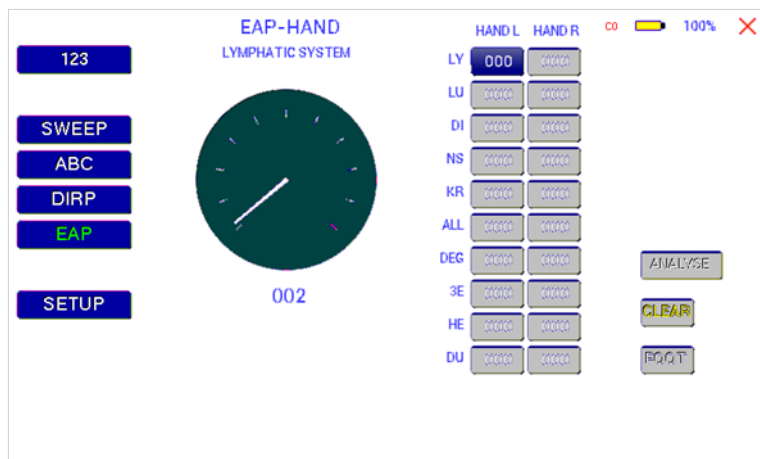 EAP-HAND
LYMPHATIC SYSTEM
123
SWEEP
ABC
DIRP
EAP
SETUP
002
HAND L HAND R
LY 000 000
LU 000 000
DI 000 000
NS 000 000
KR 000 000
ALL 000 000
DEG 000 000
3E 000 000
HE 000 000
DU 000 000
CO 100%
ANALYSE
CLEAR
FOOT